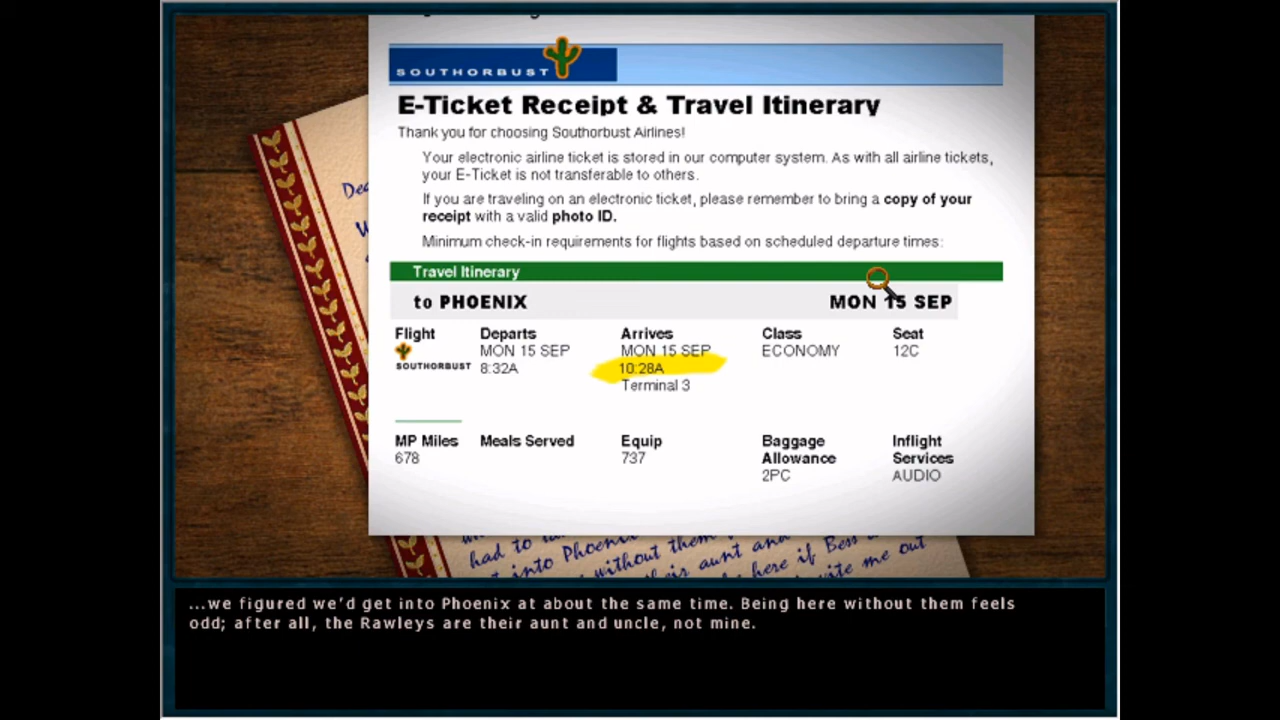 SOUTHORBUST
E-Ticket Receipt & Travel Itinerary
Thank you for choosing Southorbust Airlines!
Your electronic airline ticket is stored in our computer system. As with all airline tickets,
your E-Ticket is not transferable to others.
If you are traveling on an electronic ticket, please remember to bring a copy of your
receipt with a valid photo ID.
Minimum check-in requirements for flights based on scheduled departure times:
Travel Itinerary
to PHOENIX MON 15 SEP
Flight Departs Arrives Class Seat
MON 15 SEP MON 15 SEP ECONOMY 12C
SOUTHORBUST 8:32A 10:28A
Terminal 3
MP Miles Meals Served Equip Baggage Inflight
678 737 Allowance Services
2PC AUDIO
had to
into Phoenix without them
their aunt and
here if Bess
me out
...we figured we'd get into Phoenix at about the same time. Being here without them feels
odd; after all, the Rawleys are their aunt and uncle, not mine.